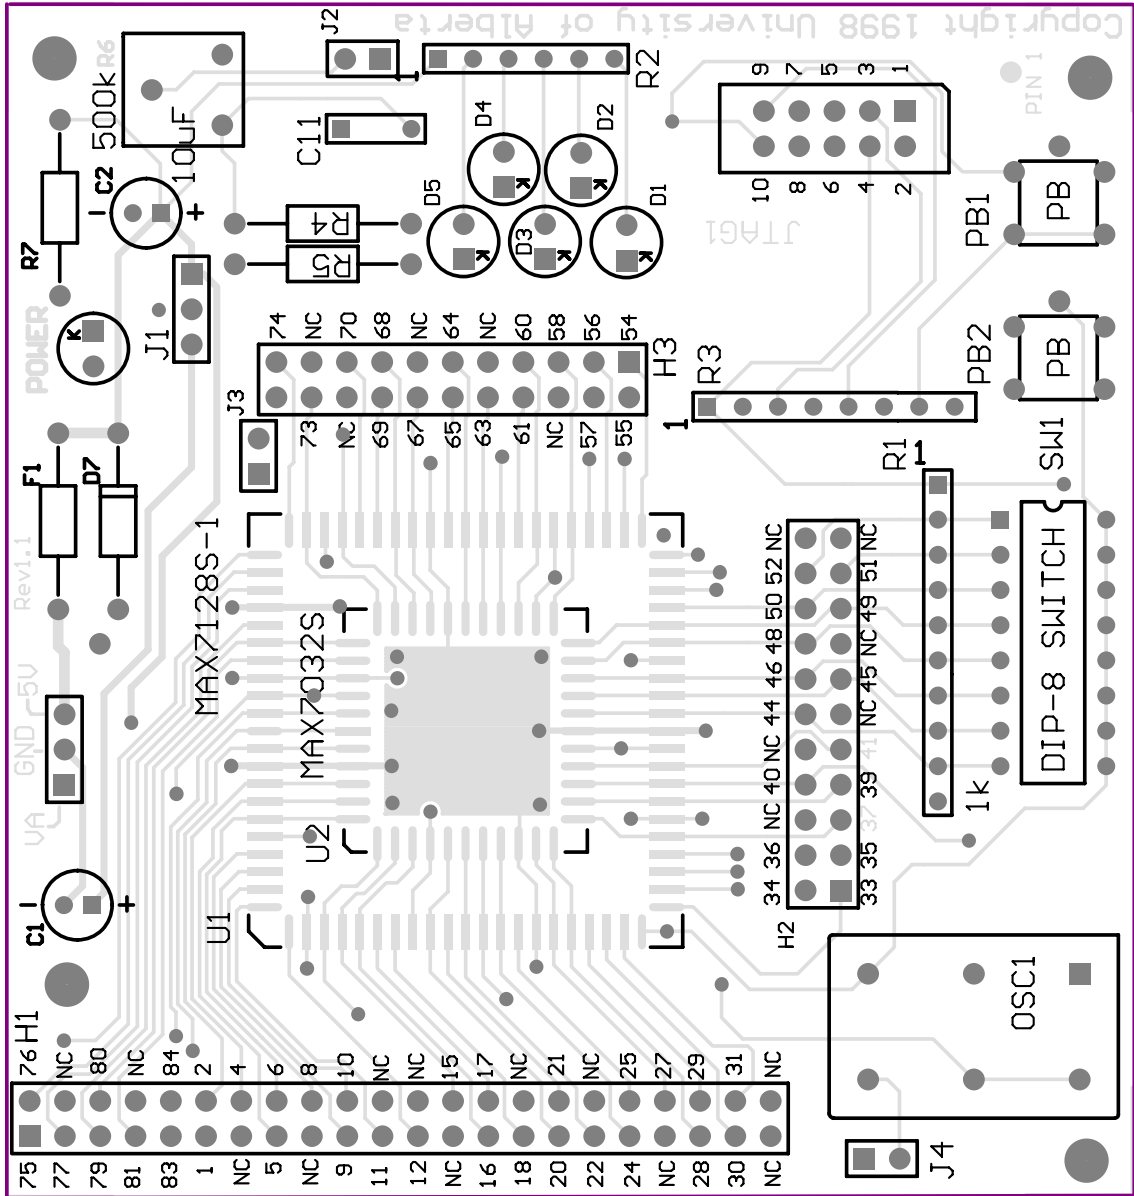 Copyright 1998 University of Alberta
J2
R6
500k
10uF
C11
1
R2
D4
D2
D5
D3
D1
K
K
K
K
K
9 7 5 3 1
10 8 6 4 2
JTAG1
PIN 1
PB1
PB
PB2
PB
C2
- +
R7
R4
R5
J1
K
POWER
74 NC 70 68 NC 64 NC 60 58 56 54
H3
73 NC 69 67 65 63 61 NC 57 55
J3
R3
1
R1
1
SW1
F1
D7
Rev1.1
MAX7128S-1
MAX7032S
U2
U1
DIP-8 SWITCH
1k
52 NC
NC
50
51
48
49
46
NC
44
45
NC
NC
40
41
NC
39
36
37
34
35
33
H2
5V
GND
VA
C1
- +
OSC1
J4
H1
76 NC 80 NC 84 2 4 6 8 10 NC NC 15 17 NC 21 NC 25 NC 29 31 NC
75 77 79 81 83 1 NC 5 NC 9 11 12 NC 16 18 20 22 24 NC 28 30 NC
27